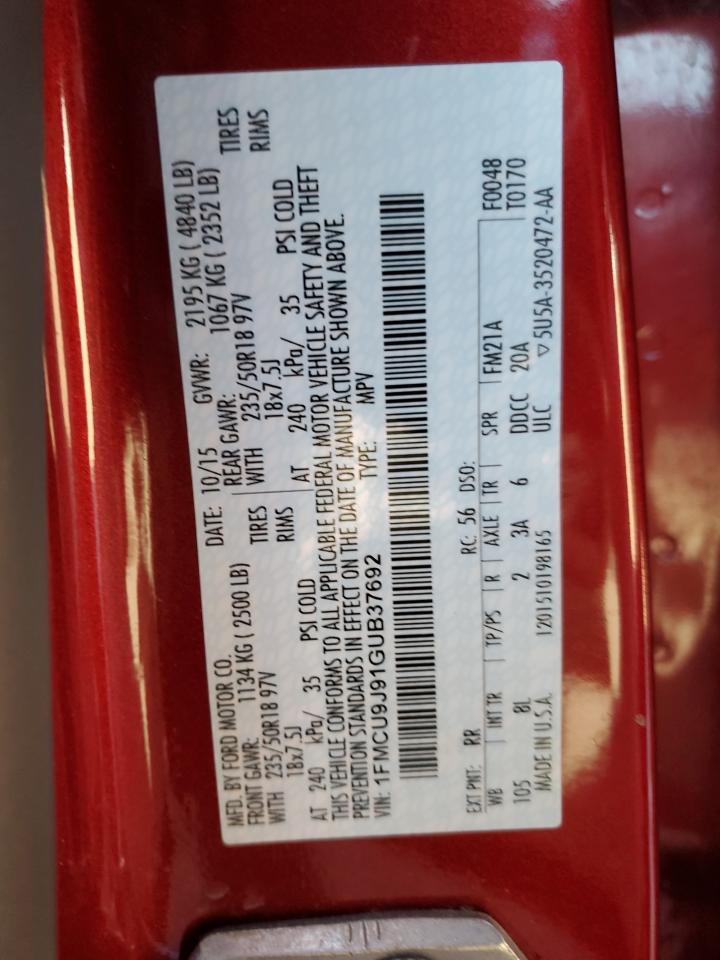 MFD. BY FORD MOTOR CO. DATE: 10/15 GVWR: 2195 KG ( 4840 LB)
FRONT GAWR: 1134 KG ( 2500 LB) REAR GAWR: 1067 KG ( 2352 LB)
WITH 235/50R18 97V TIRES WITH 235/50R18 97V TIRES
18x7.5J RIMS 18x7.5J RIMS
AT 240 kPa/ 35 PSI COLD AT 240 kPa/ 35 PSI COLD
THIS VEHICLE CONFORMS TO ALL APPLICABLE FEDERAL MOTOR VEHICLE SAFETY AND THEFT
PREVENTION STANDARDS IN EFFECT ON THE DATE OF MANUFACTURE SHOWN ABOVE.
VIN: 1FMCU9J91GUB37692 TYPE: MPV
EXT PNT: RR RC: 56 DSO: F0048
WB INT TR TP/PS R AXLE TR SPR FM21A T0170
105 8L 2 3A 6 DDCC 20A
MADE IN U.S.A. 1201510198165 ULC ▽5U5A-3520472-AA